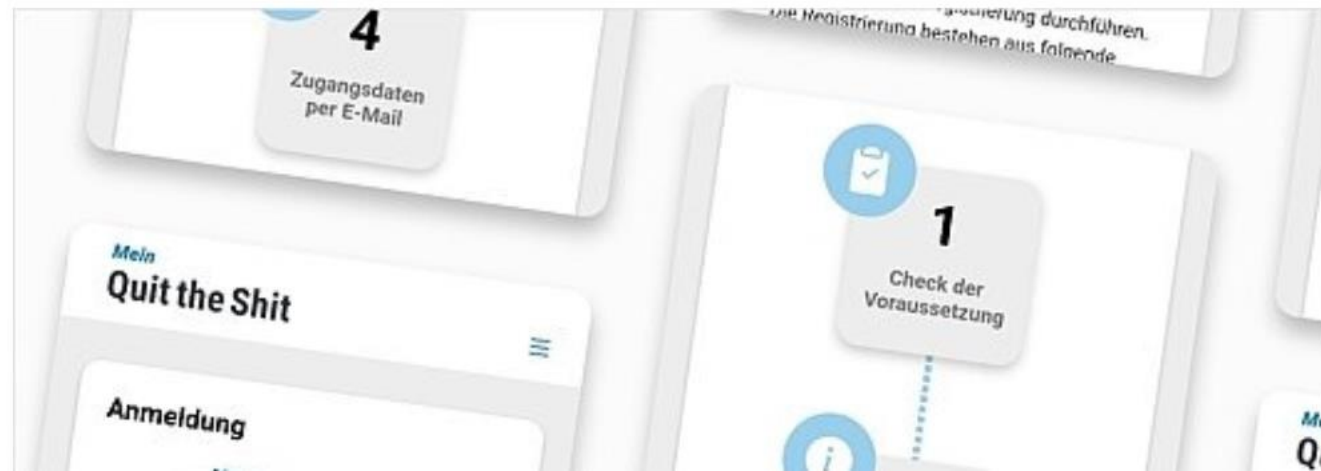 4
Zugangsdaten
per E-Mail
durchführen.
Die Registrierung bestehen aus folgende
1
Check der
Voraussetzung
Mein
Quit the Shit
Anmeldung